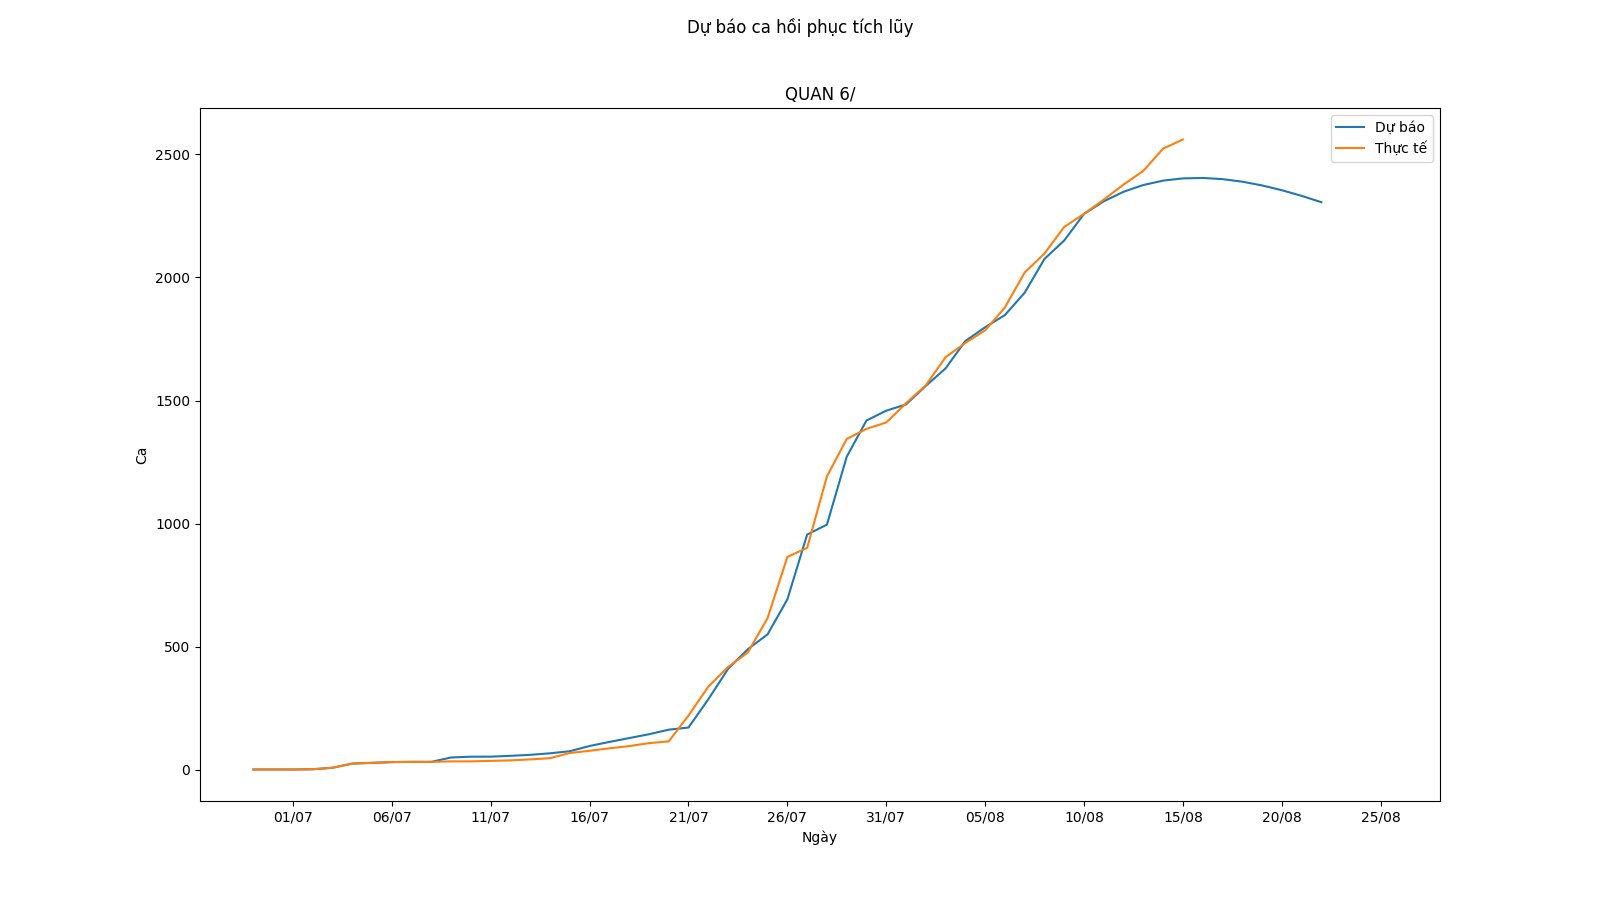 Dự báo ca hồi phục tích lũy
QUAN 6/
Dự báo
Thực tế
2500
2000
1500
1000
500
0
Ca
01/07 06/07 11/07 16/07 21/07 26/07 31/07 05/08 10/08 15/08 20/08 25/08
Ngày